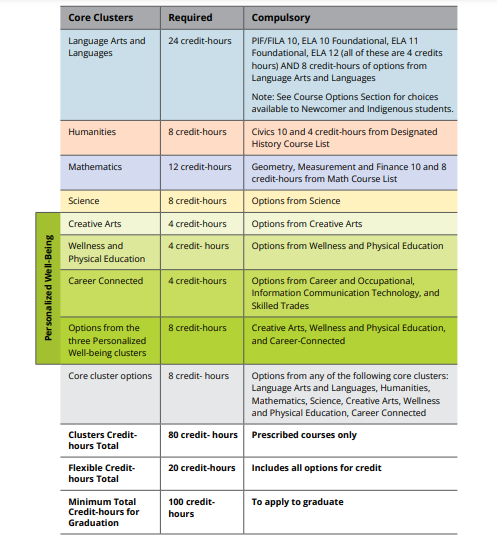 Core Clusters Required Compulsory
Language Arts and 24 credit-hours PIF/FILA 10, ELA 10 Foundational, ELA 11
Languages Foundational, ELA 12 (all of these are 4 credits
hours) AND 8 credit-hours of options from
Language Arts and Languages
Note: See Course Options Section for choices
available to Newcomer and Indigenous students.
Humanities 8 credit-hours Civics 10 and 4 credit-hours from Designated
History Course List
Mathematics 12 credit-hours Geometry, Measurement and Finance 10 and 8
credit-hours from Math Course List
Science 8 credit-hours Options from Science
Personalized Well-Being
Creative Arts 4 credit-hours Options from Creative Arts
Wellness and 4 credit- hours Options from Wellness and Physical Education
Physical Education
Career Connected 4 credit-hours Options from Career and Occupational,
Information Communication Technology, and
Skilled Trades
Options from the 8 credit-hours Creative Arts, Wellness and Physical Education,
three Personalized and Career-Connected
Well-being clusters
Core cluster options 8 credit- hours Options from any of the following core clusters:
Language Arts and Languages, Humanities,
Mathematics, Science, Creative Arts, Wellness
and Physical Education, Career Connected
Clusters Credit- 80 credit- hours Prescribed courses only
hours Total
Flexible Credit- 20 credit-hours Includes all options for credit
hours Total
Minimum Total 100 credit- To apply to graduate
Credit-hours for hours
Graduation